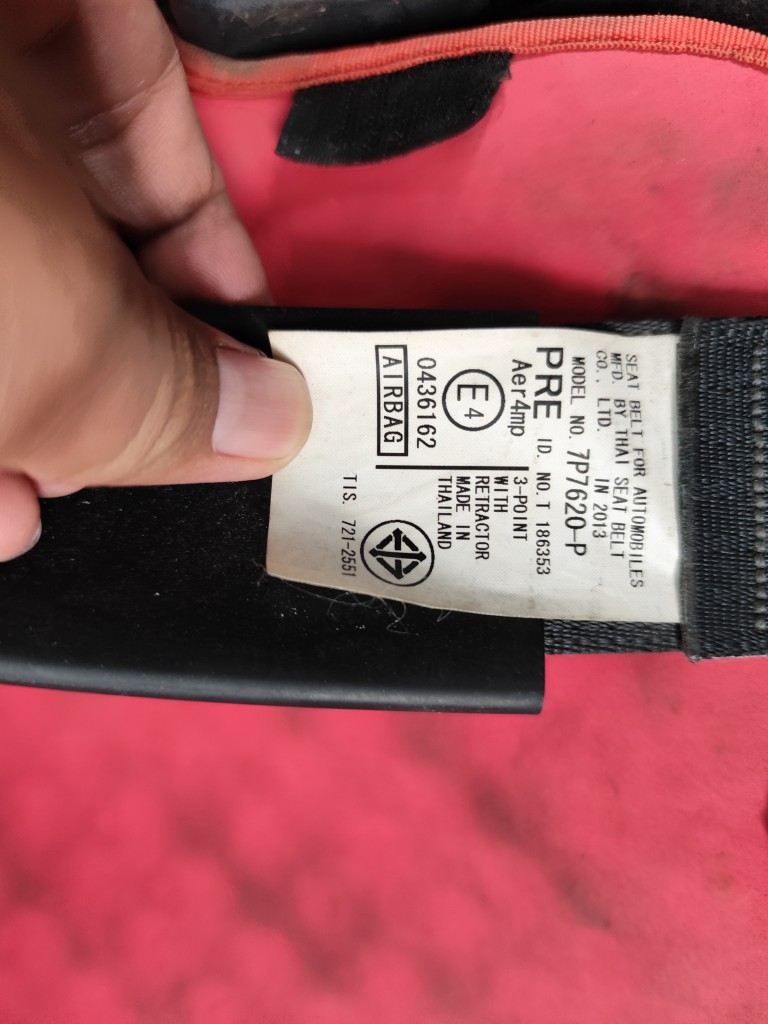 SEAT BELT FOR AUTOMOBILES
MFD. BY THAI SEAT BELT
CO., LTD. IN 2013
MODEL NO. 7P7620-P
PRE ID. NO. T 186353
Aer4mp
E4
0436162
AIRBAG
3-POINT
WITH
RETRACTOR
MADE IN
THAILAND
TIS. 721-2551